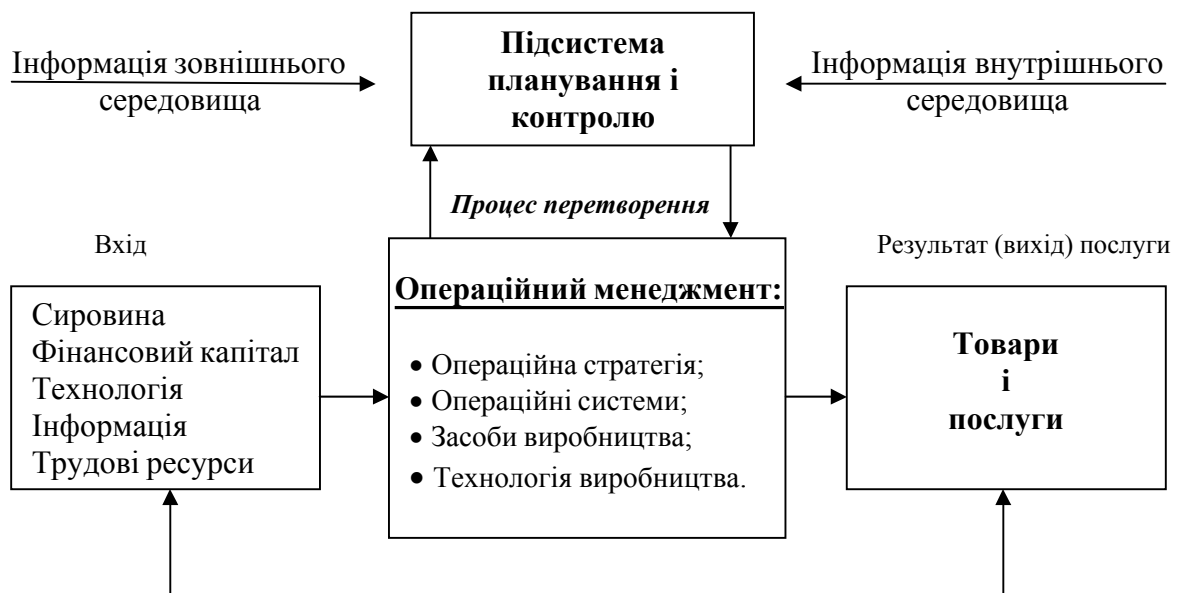 Інформація зовнішнього
середовища
Підсистема
планування і
контролю
Інформація внутрішнього
середовища
Процес перетворення
Вхід
Результат (вихід) послуги
Сировина
Фінансовий капітал
Технологія
Інформація
Трудові ресурси
Операційний менеджмент:
• Операційна стратегія;
• Операційні системи;
• Засоби виробництва;
• Технологія виробництва.
Товари
і
послуги